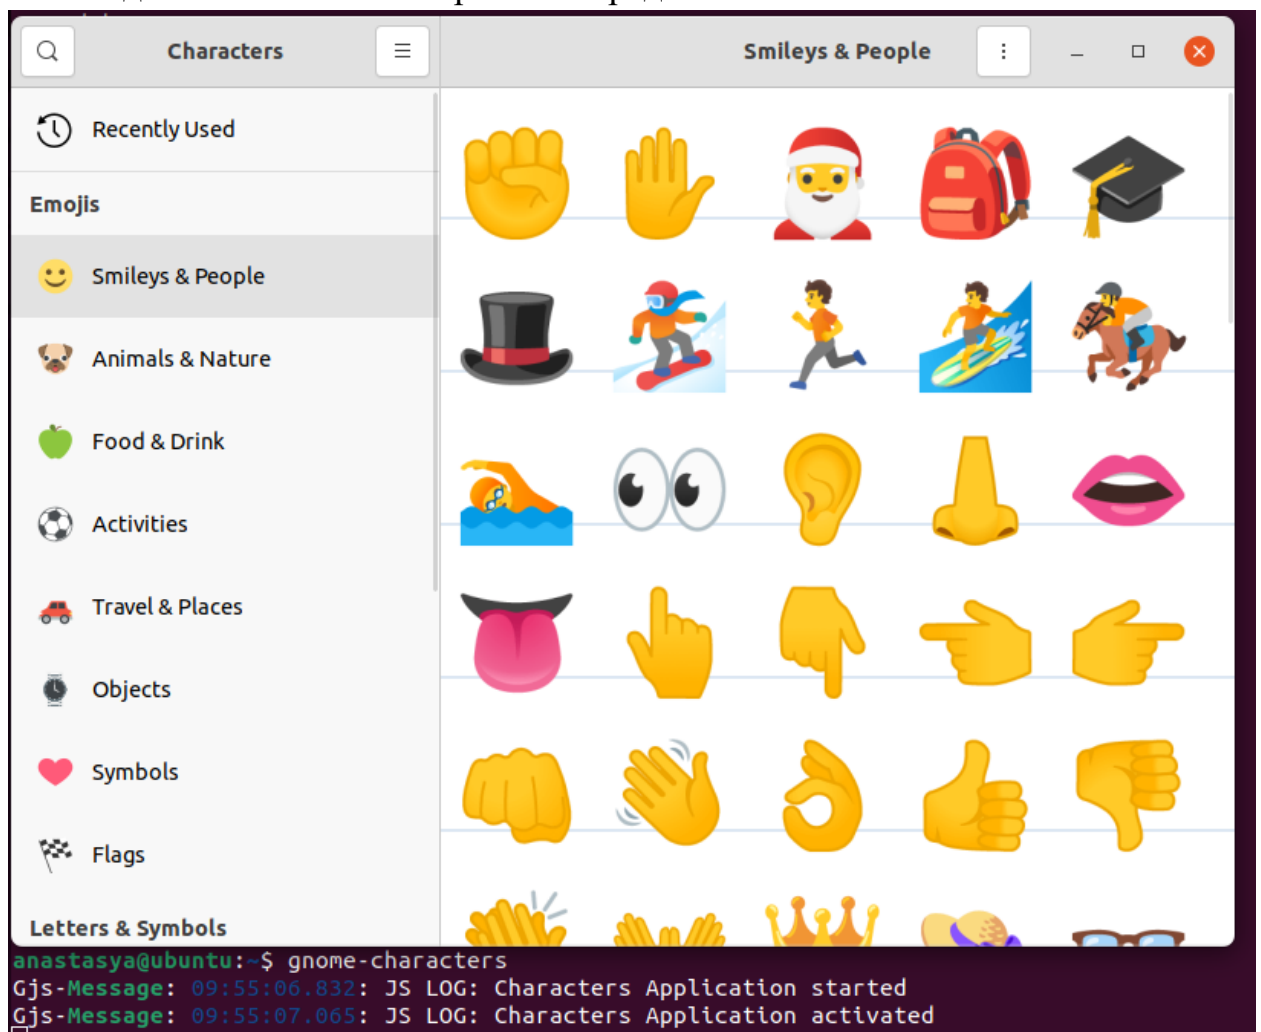 Characters
Smileys & People
Recently Used
Emojis
Smileys & People
Animals & Nature
Food & Drink
Activities
Travel & Places
Objects
Symbols
Flags
Letters & Symbols
anastasya@ubuntu:~$ gnome-characters
Gjs-Message: 09:55:06.832: JS LOG: Characters Application started
Gjs-Message: 09:55:07.065: JS LOG: Characters Application activated